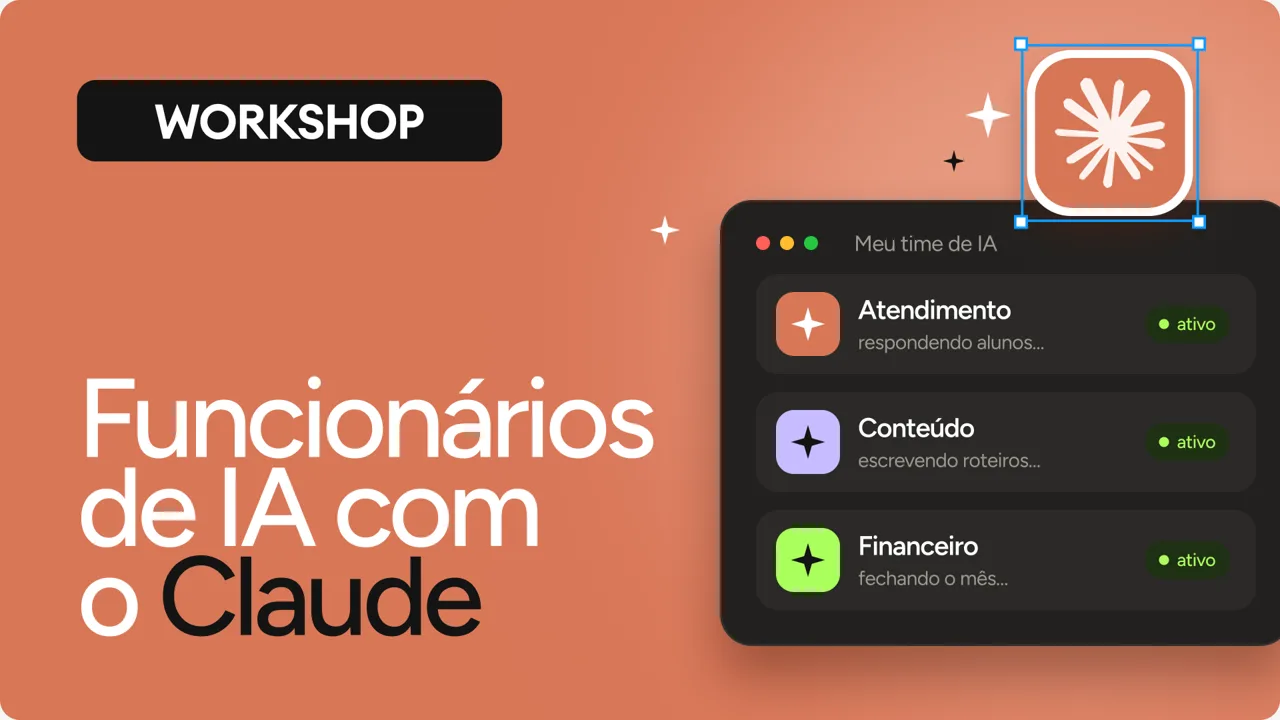 WORKSHOP
Funcionários
de IA com
o Claude
Meu time de IA
Atendimento
respondendo alunos...
ativo
Conteúdo
escrevendo roteiros...
ativo
Financeiro
fechando o mês...
ativo